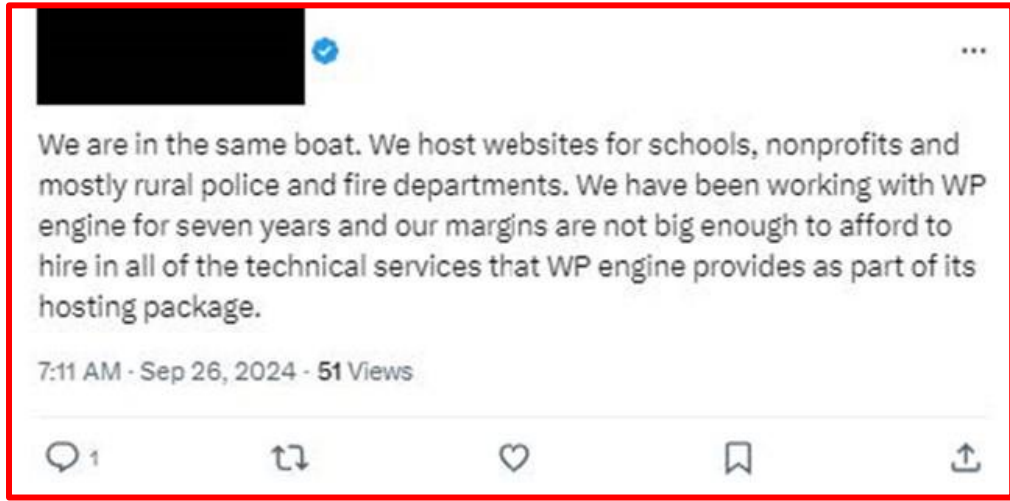 ...
We are in the same boat. We host websites for schools, nonprofits and
mostly rural police and fire departments. We have been working with WP
engine for seven years and our margins are not big enough to afford to
hire in all of the technical services that WP engine provides as part of its
hosting package.
7:11 AM · Sep 26, 2024 · 51 Views
1